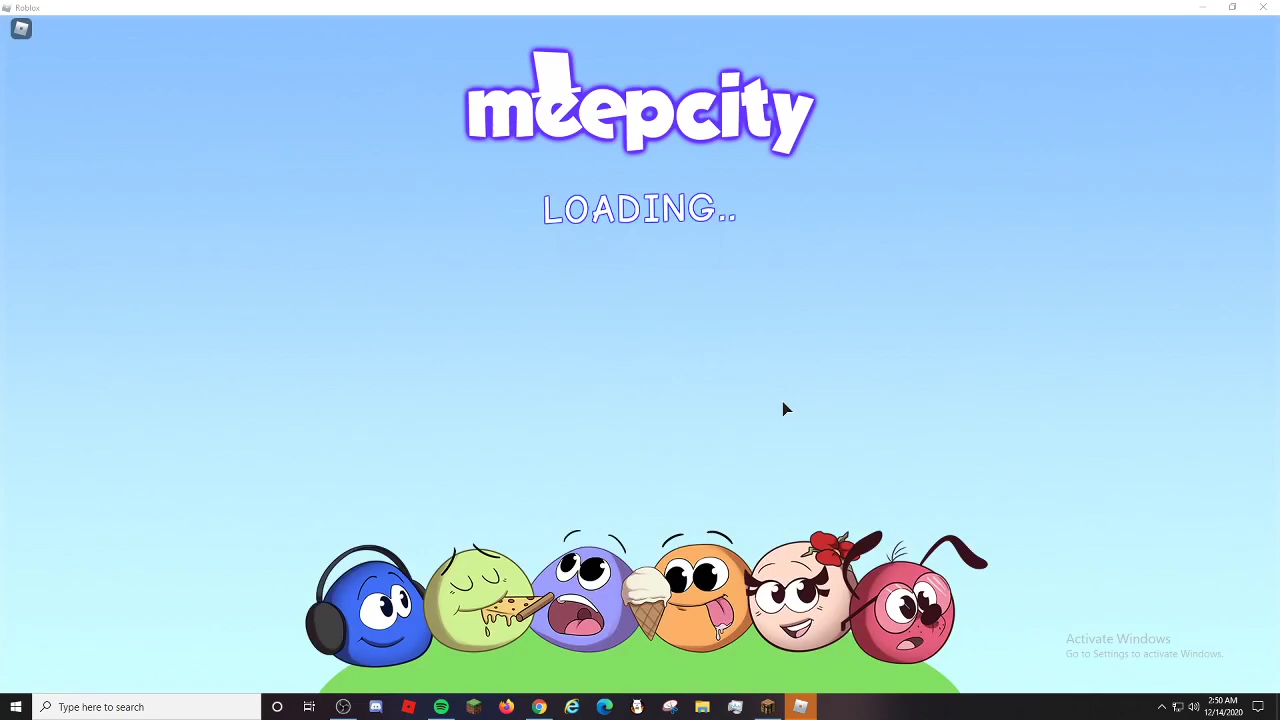 Roblox
meepcity
LOADING..
Activate Windows
Go to Settings to activate Windows.
Type here to search
2:50 AM
12/14/2020